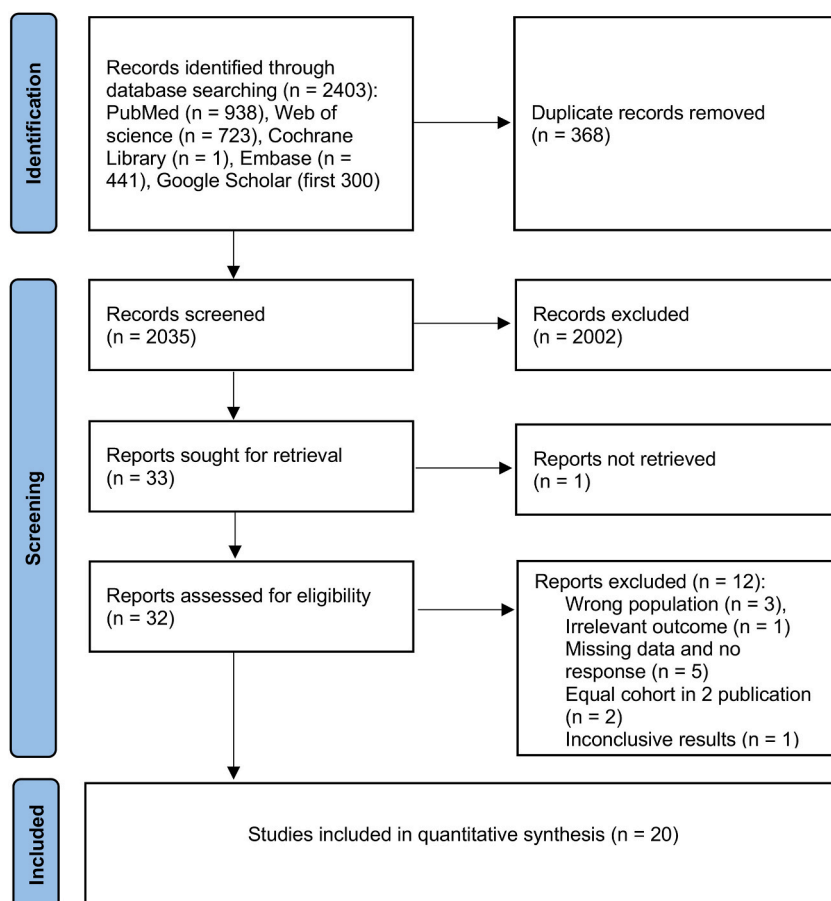 Identification
Records identified through
database searching (n = 2403):
PubMed (n = 938), Web of
science (n = 723), Cochrane
Library (n = 1), Embase (n =
441), Google Scholar (first 300)
Duplicate records removed
(n = 368)
Screening
Records screened
(n = 2035)
Records excluded
(n = 2002)
Reports sought for retrieval
(n = 33)
Reports not retrieved
(n = 1)
Reports assessed for eligibility
(n = 32)
Reports excluded (n = 12):
Wrong population (n = 3),
Irrelevant outcome (n = 1)
Missing data and no
response (n = 5)
Equal cohort in 2 publication
(n = 2)
Inconclusive results (n = 1)
Included
Studies included in quantitative synthesis (n = 20)